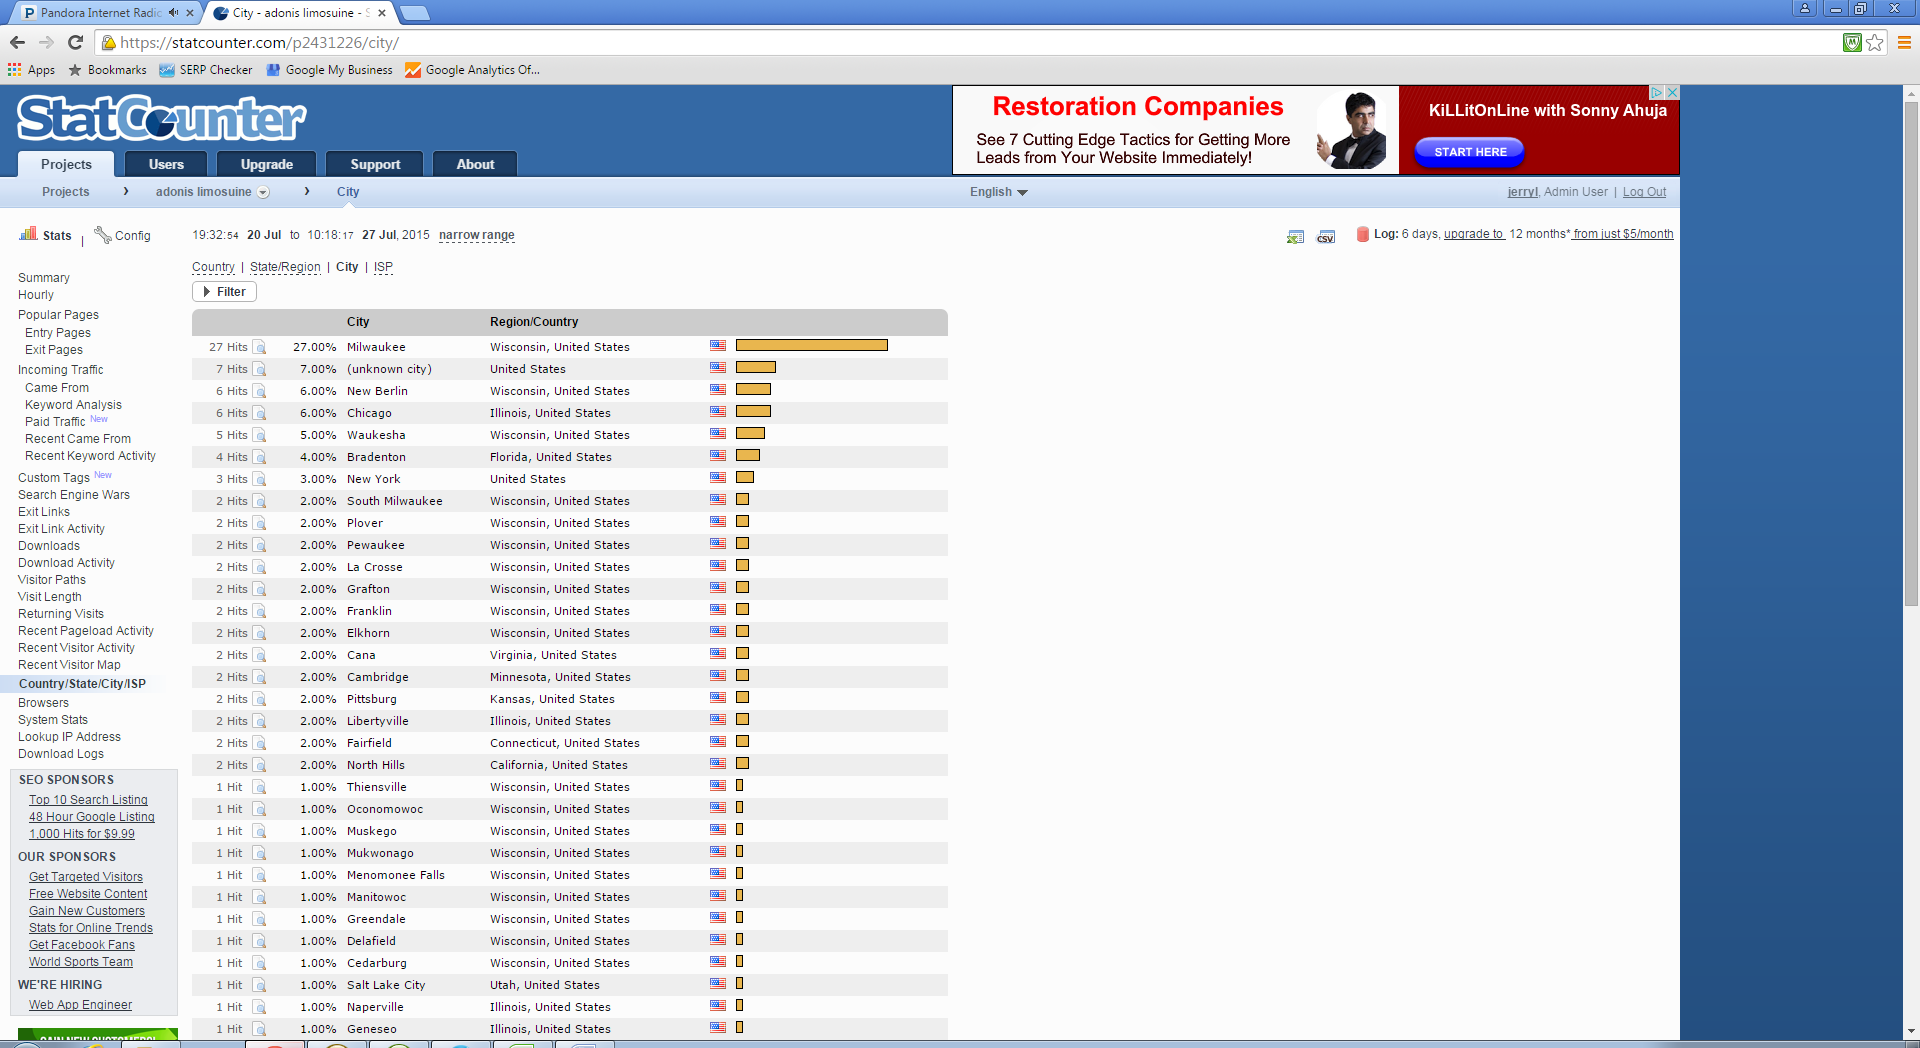 Pandora Internet Radio
City - adonis limosuine - S
https://statcounter.com/p2431226/city/
Apps Bookmarks SERP Checker Google My Business Google Analytics Of...
StatCounter
Restoration Companies
See 7 Cutting Edge Tactics for Getting More
Leads from Your Website Immediately!
KiLLitOnLine with Sonny Ahuja
START HERE
Projects Users Upgrade Support About
Projects › adonis limosuine › City English jerryl, Admin User | Log Out
Stats | Config
19:32:54 20 Jul to 10:18:17 27 Jul, 2015 narrow range
CSV
Log: 6 days, upgrade to 12 months* from just $5/month
Country | State/Region | City | ISP
Filter
Summary
Hourly
Popular Pages
Entry Pages
Exit Pages
Incoming Traffic
Came From
Keyword Analysis
Paid Traffic New
Recent Came From
Recent Keyword Activity
Custom Tags New
Search Engine Wars
Exit Links
Exit Link Activity
Downloads
Download Activity
Visitor Paths
Visit Length
Returning Visits
Recent Pageload Activity
Recent Visitor Activity
Recent Visitor Map
Country/State/City/ISP
Browsers
System Stats
Lookup IP Address
Download Logs
SEO SPONSORS
Top 10 Search Listing
48 Hour Google Listing
1,000 Hits for $9.99
OUR SPONSORS
Get Targeted Visitors
Free Website Content
Gain New Customers
Stats for Online Trends
Get Facebook Fans
World Sports Team
WE'RE HIRING
Web App Engineer
GAIN NEW CUSTOMERS!
City Region/Country
27 Hits 27.00% Milwaukee Wisconsin, United States
7 Hits 7.00% (unknown city) United States
6 Hits 6.00% New Berlin Wisconsin, United States
6 Hits 6.00% Chicago Illinois, United States
5 Hits 5.00% Waukesha Wisconsin, United States
4 Hits 4.00% Bradenton Florida, United States
3 Hits 3.00% New York United States
2 Hits 2.00% South Milwaukee Wisconsin, United States
2 Hits 2.00% Plover Wisconsin, United States
2 Hits 2.00% Pewaukee Wisconsin, United States
2 Hits 2.00% La Crosse Wisconsin, United States
2 Hits 2.00% Grafton Wisconsin, United States
2 Hits 2.00% Franklin Wisconsin, United States
2 Hits 2.00% Elkhorn Wisconsin, United States
2 Hits 2.00% Cana Virginia, United States
2 Hits 2.00% Cambridge Minnesota, United States
2 Hits 2.00% Pittsburg Kansas, United States
2 Hits 2.00% Libertyville Illinois, United States
2 Hits 2.00% Fairfield Connecticut, United States
2 Hits 2.00% North Hills California, United States
1 Hit 1.00% Thiensville Wisconsin, United States
1 Hit 1.00% Oconomowoc Wisconsin, United States
1 Hit 1.00% Muskego Wisconsin, United States
1 Hit 1.00% Mukwonago Wisconsin, United States
1 Hit 1.00% Menomonee Falls Wisconsin, United States
1 Hit 1.00% Manitowoc Wisconsin, United States
1 Hit 1.00% Greendale Wisconsin, United States
1 Hit 1.00% Delafield Wisconsin, United States
1 Hit 1.00% Cedarburg Wisconsin, United States
1 Hit 1.00% Salt Lake City Utah, United States
1 Hit 1.00% Naperville Illinois, United States
1 Hit 1.00% Geneseo Illinois, United States